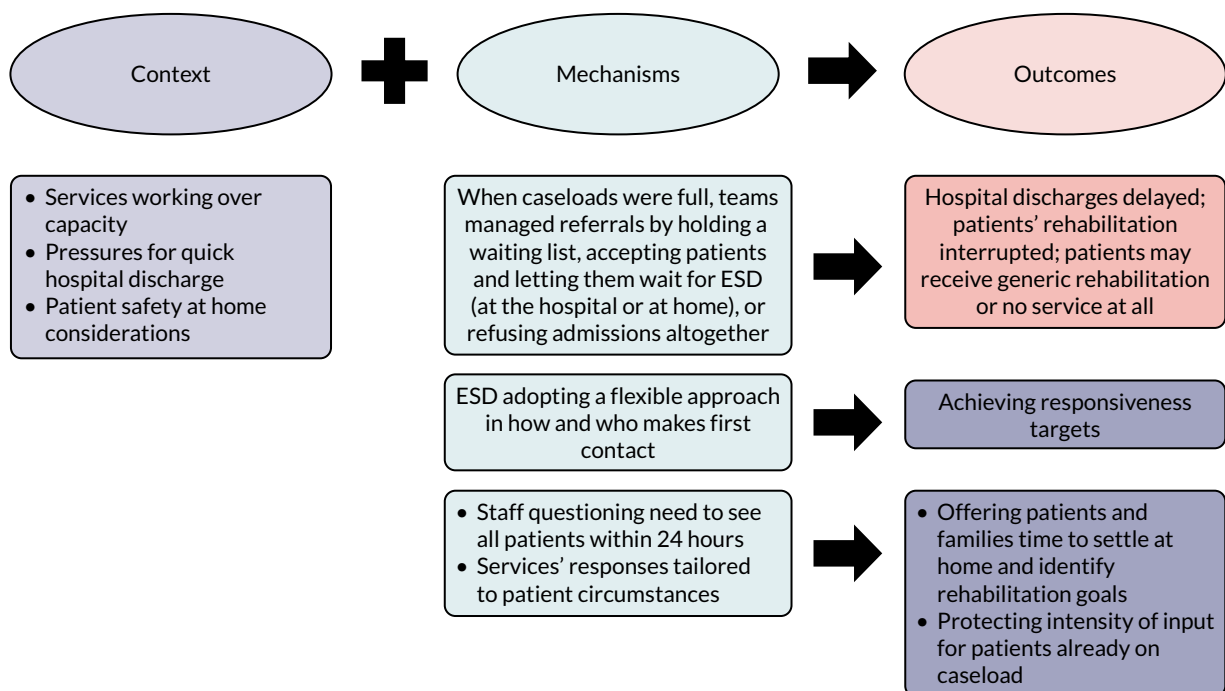 Context
Mechanisms
Outcomes
• Services working over
capacity
• Pressures for quick
hospital discharge
• Patient safety at home
considerations
When caseloads were full, teams
managed referrals by holding a
waiting list, accepting patients
and letting them wait for ESD
(at the hospital or at home), or
refusing admissions altogether
Hospital discharges delayed;
patients’ rehabilitation
interrupted; patients may
receive generic rehabilitation
or no service at all
ESD adopting a flexible approach
in how and who makes first
contact
Achieving responsiveness
targets
• Staff questioning need to see
all patients within 24 hours
• Services’ responses tailored
to patient circumstances
• Offering patients and
families time to settle at
home and identify
rehabilitation goals
• Protecting intensity of input
for patients already on
caseload